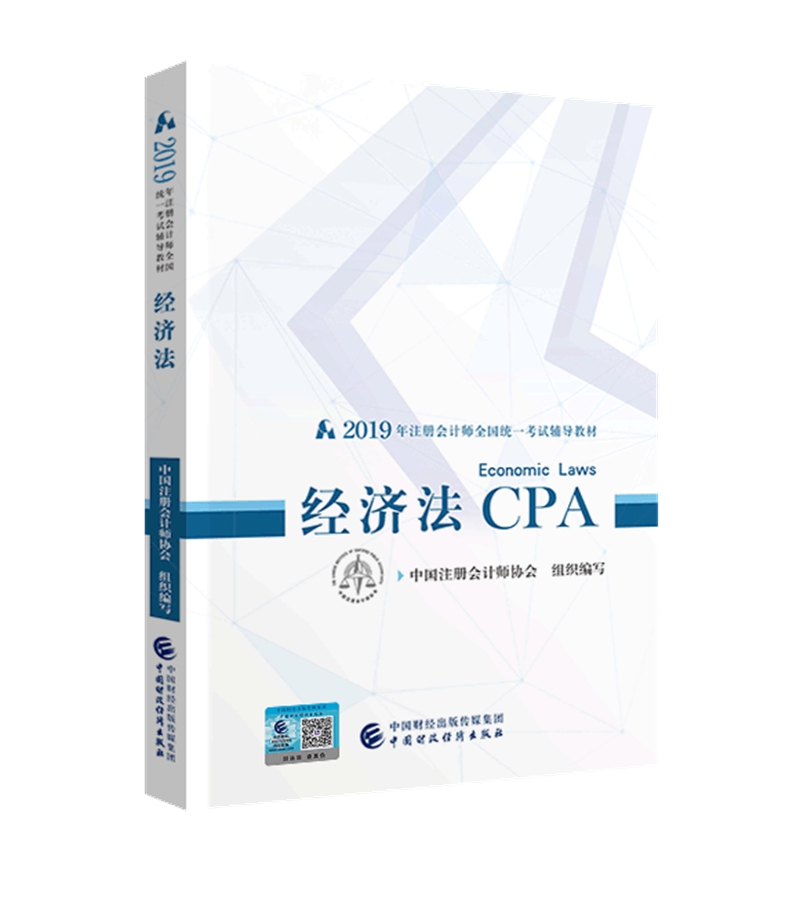 2019
年注册会计师全国
统一考试辅导教材
经济法
中国注册会计师协会 组织编写
中国财经出版传媒集团
中国财政经济出版社
2019年注册会计师全国统一考试辅导教材
Economic Laws
经济法 CPA
中国注册会计师协会 组织编写
中国财经出版传媒集团
中国财政经济出版社